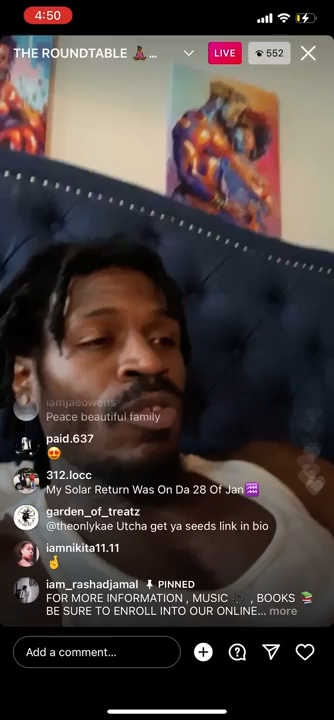 4:50
THE ROUNDTABLE 🧘🏾‍♀️...
LIVE
552
iamjaeowens
Peace beautiful family
paid.637
😍
312.locc
My Solar Return Was On Da 28 Of Jan♒
garden_of_treatz
@theonlykae Utcha get ya seeds link in bio
iamnikita11.11
🤞
iam_rashadjamal PINNED
FOR MORE INFORMATION , MUSIC 🎶 , BOOKS 📚
BE SURE TO ENROLL INTO OUR ONLINE... more
Add a comment...